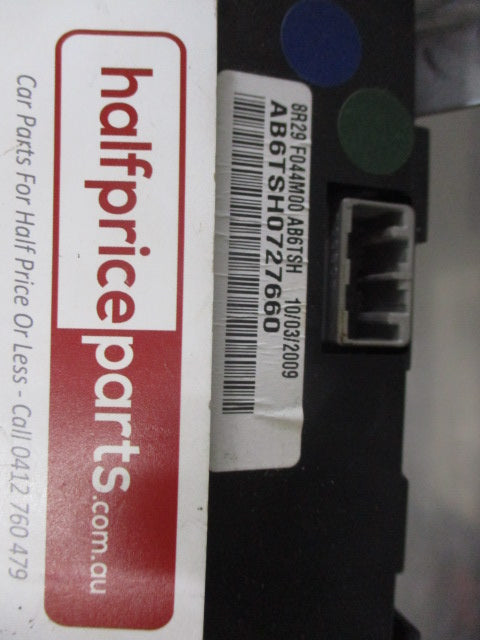 halfpriceparts.com.au
Car Parts For Half Price Or Less - Call 0412 760 479
8R29 F044M00 AB6TSH 10/03/2009
AB6TSH0727660